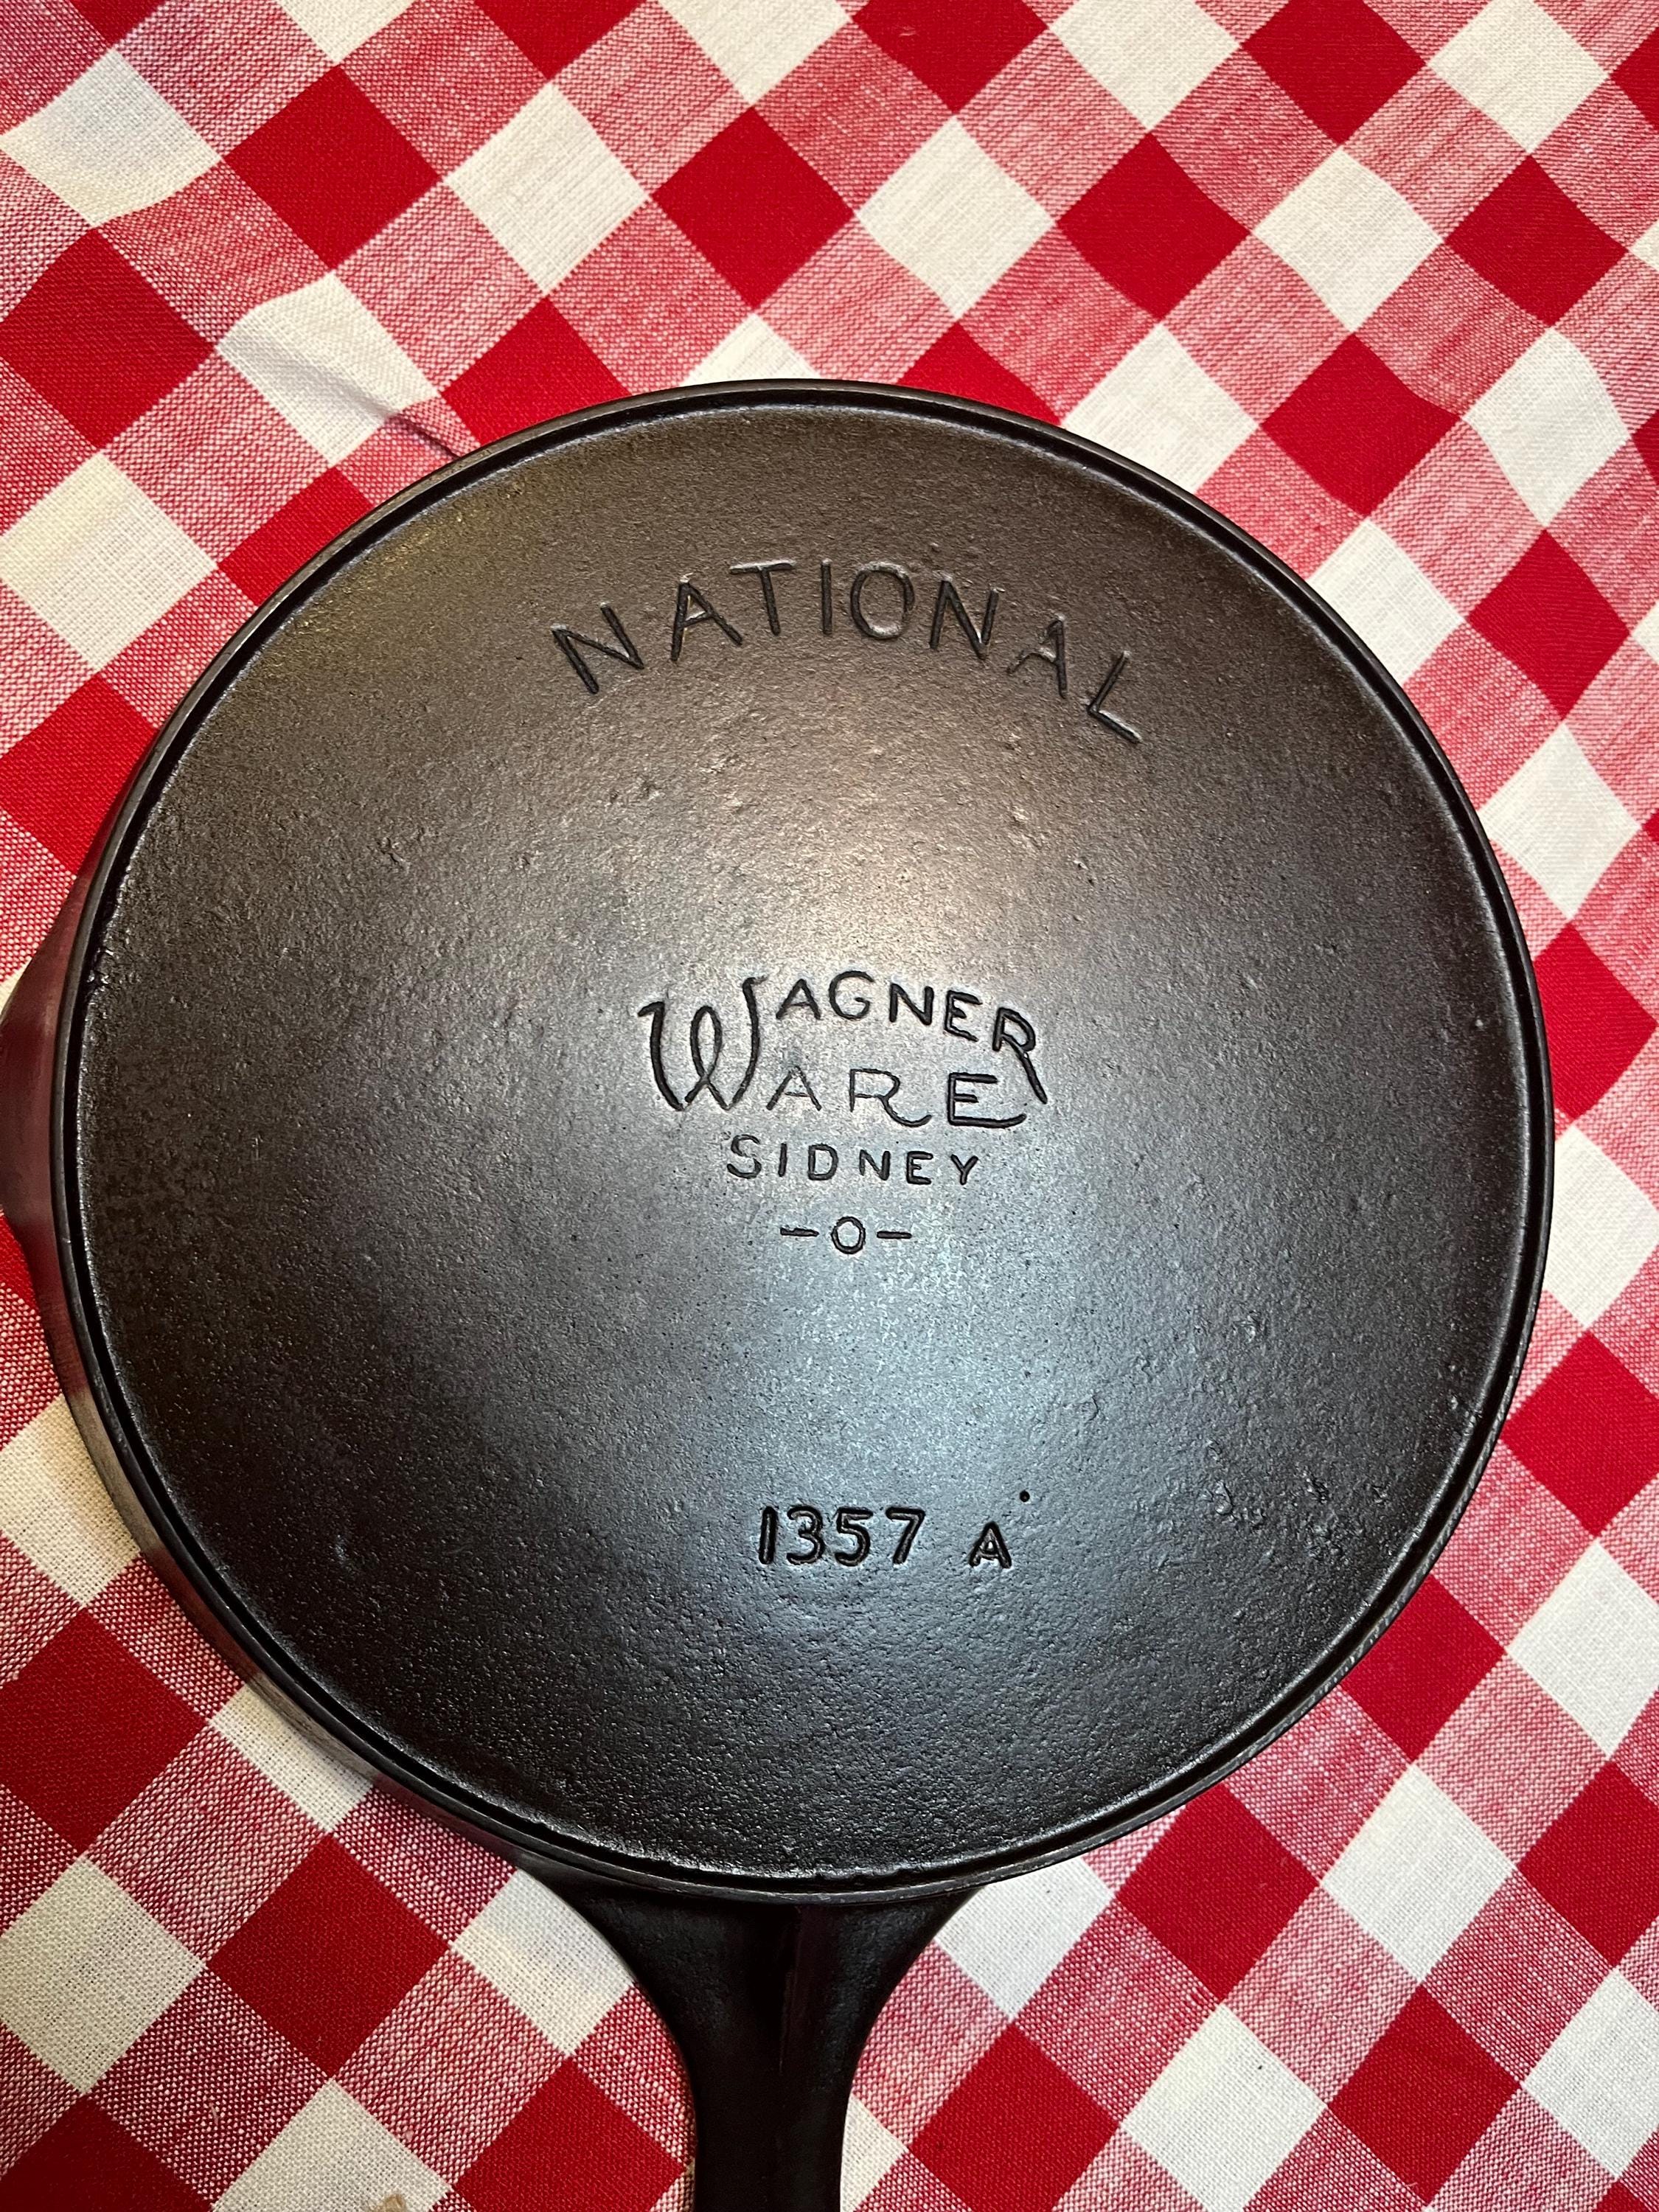 NATIONAL
WAGNER
WARE
SIDNEY
-O-
1357 A